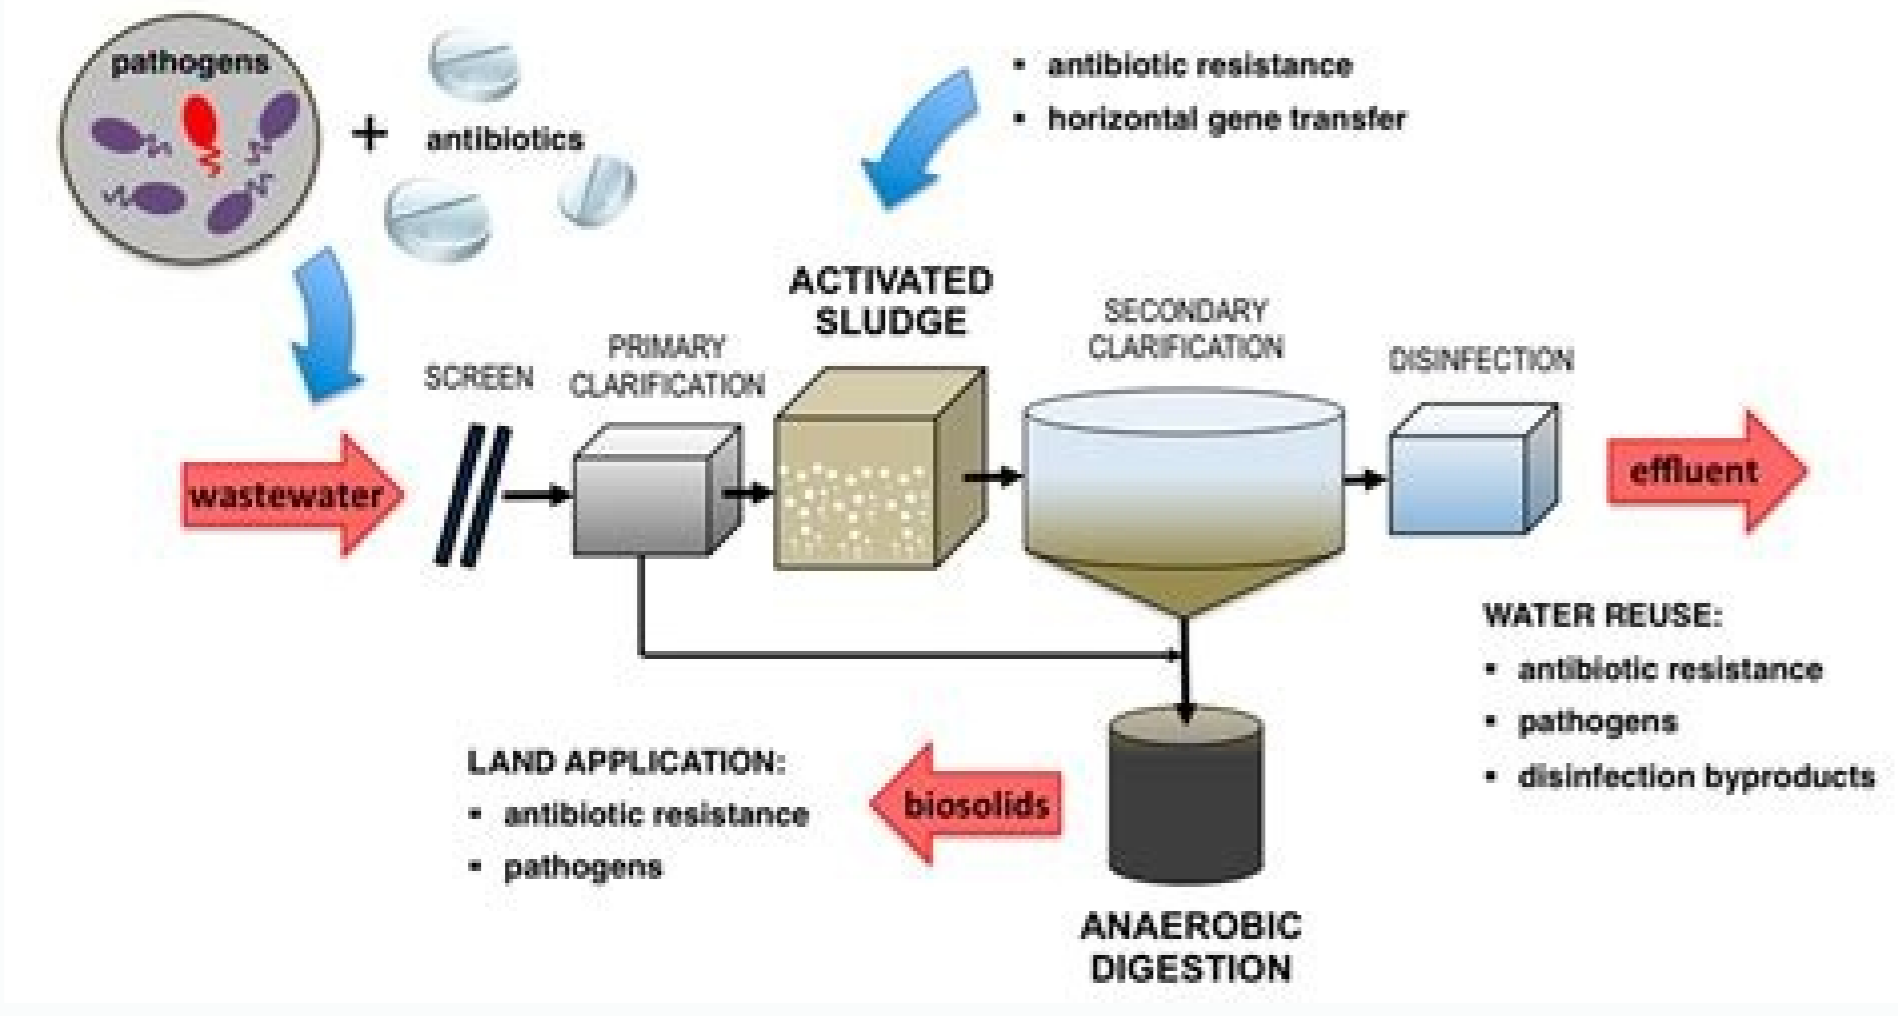 pathogens
+
antibiotics
▪ antibiotic resistance
▪ horizontal gene transfer
wastewater
SCREEN
PRIMARY
CLARIFICATION
ACTIVATED
SLUDGE
SECONDARY
CLARIFICATION
DISINFECTION
effluent
WATER REUSE:
▪ antibiotic resistance
▪ pathogens
▪ disinfection byproducts
LAND APPLICATION:
▪ antibiotic resistance
▪ pathogens
biosolids
ANAEROBIC
DIGESTION